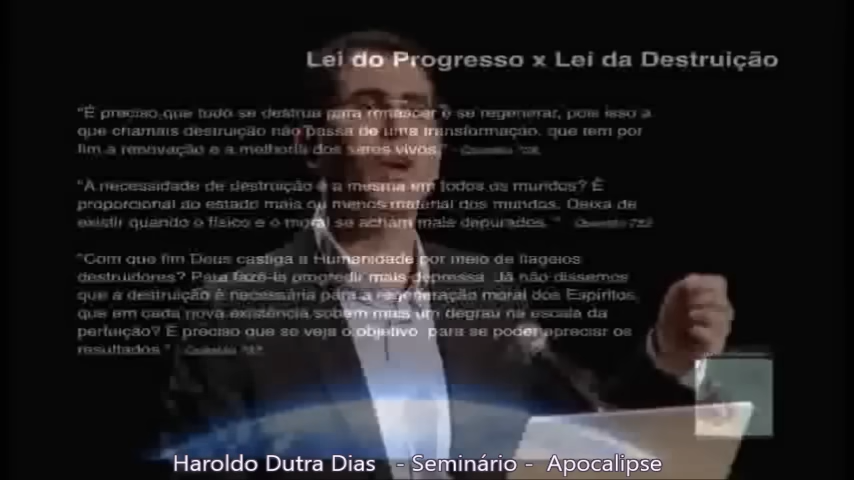 Lei do Progresso x Lei da Destruição
"É preciso que tudo se destrua para renascer e se regenerar, pois isso a
que chamais destruição não passa de uma transformação, que tem por
fim a renovação e a melhoria dos seres vivos." - Questão 728
"A necessidade de destruição é a mesma em todos os mundos? É
proporcional ao estado mais ou menos material dos mundos. Deixa de
existir quando o físico e o moral se acham mais depurados." Questão 732
"Com que fim Deus castiga a Humanidade por meio de flagelos
destruidores? Para fazê-la progredir mais depressa. Já não dissemos
que a destruição é necessária para a regeneração moral dos Espíritos,
que em cada nova existência sobem mais um degrau na escala da
perfeição? É preciso que se veja o objetivo para se poder apreciar os
resultados." - Questão 737
Haroldo Dutra Dias - Seminário - Apocalipse